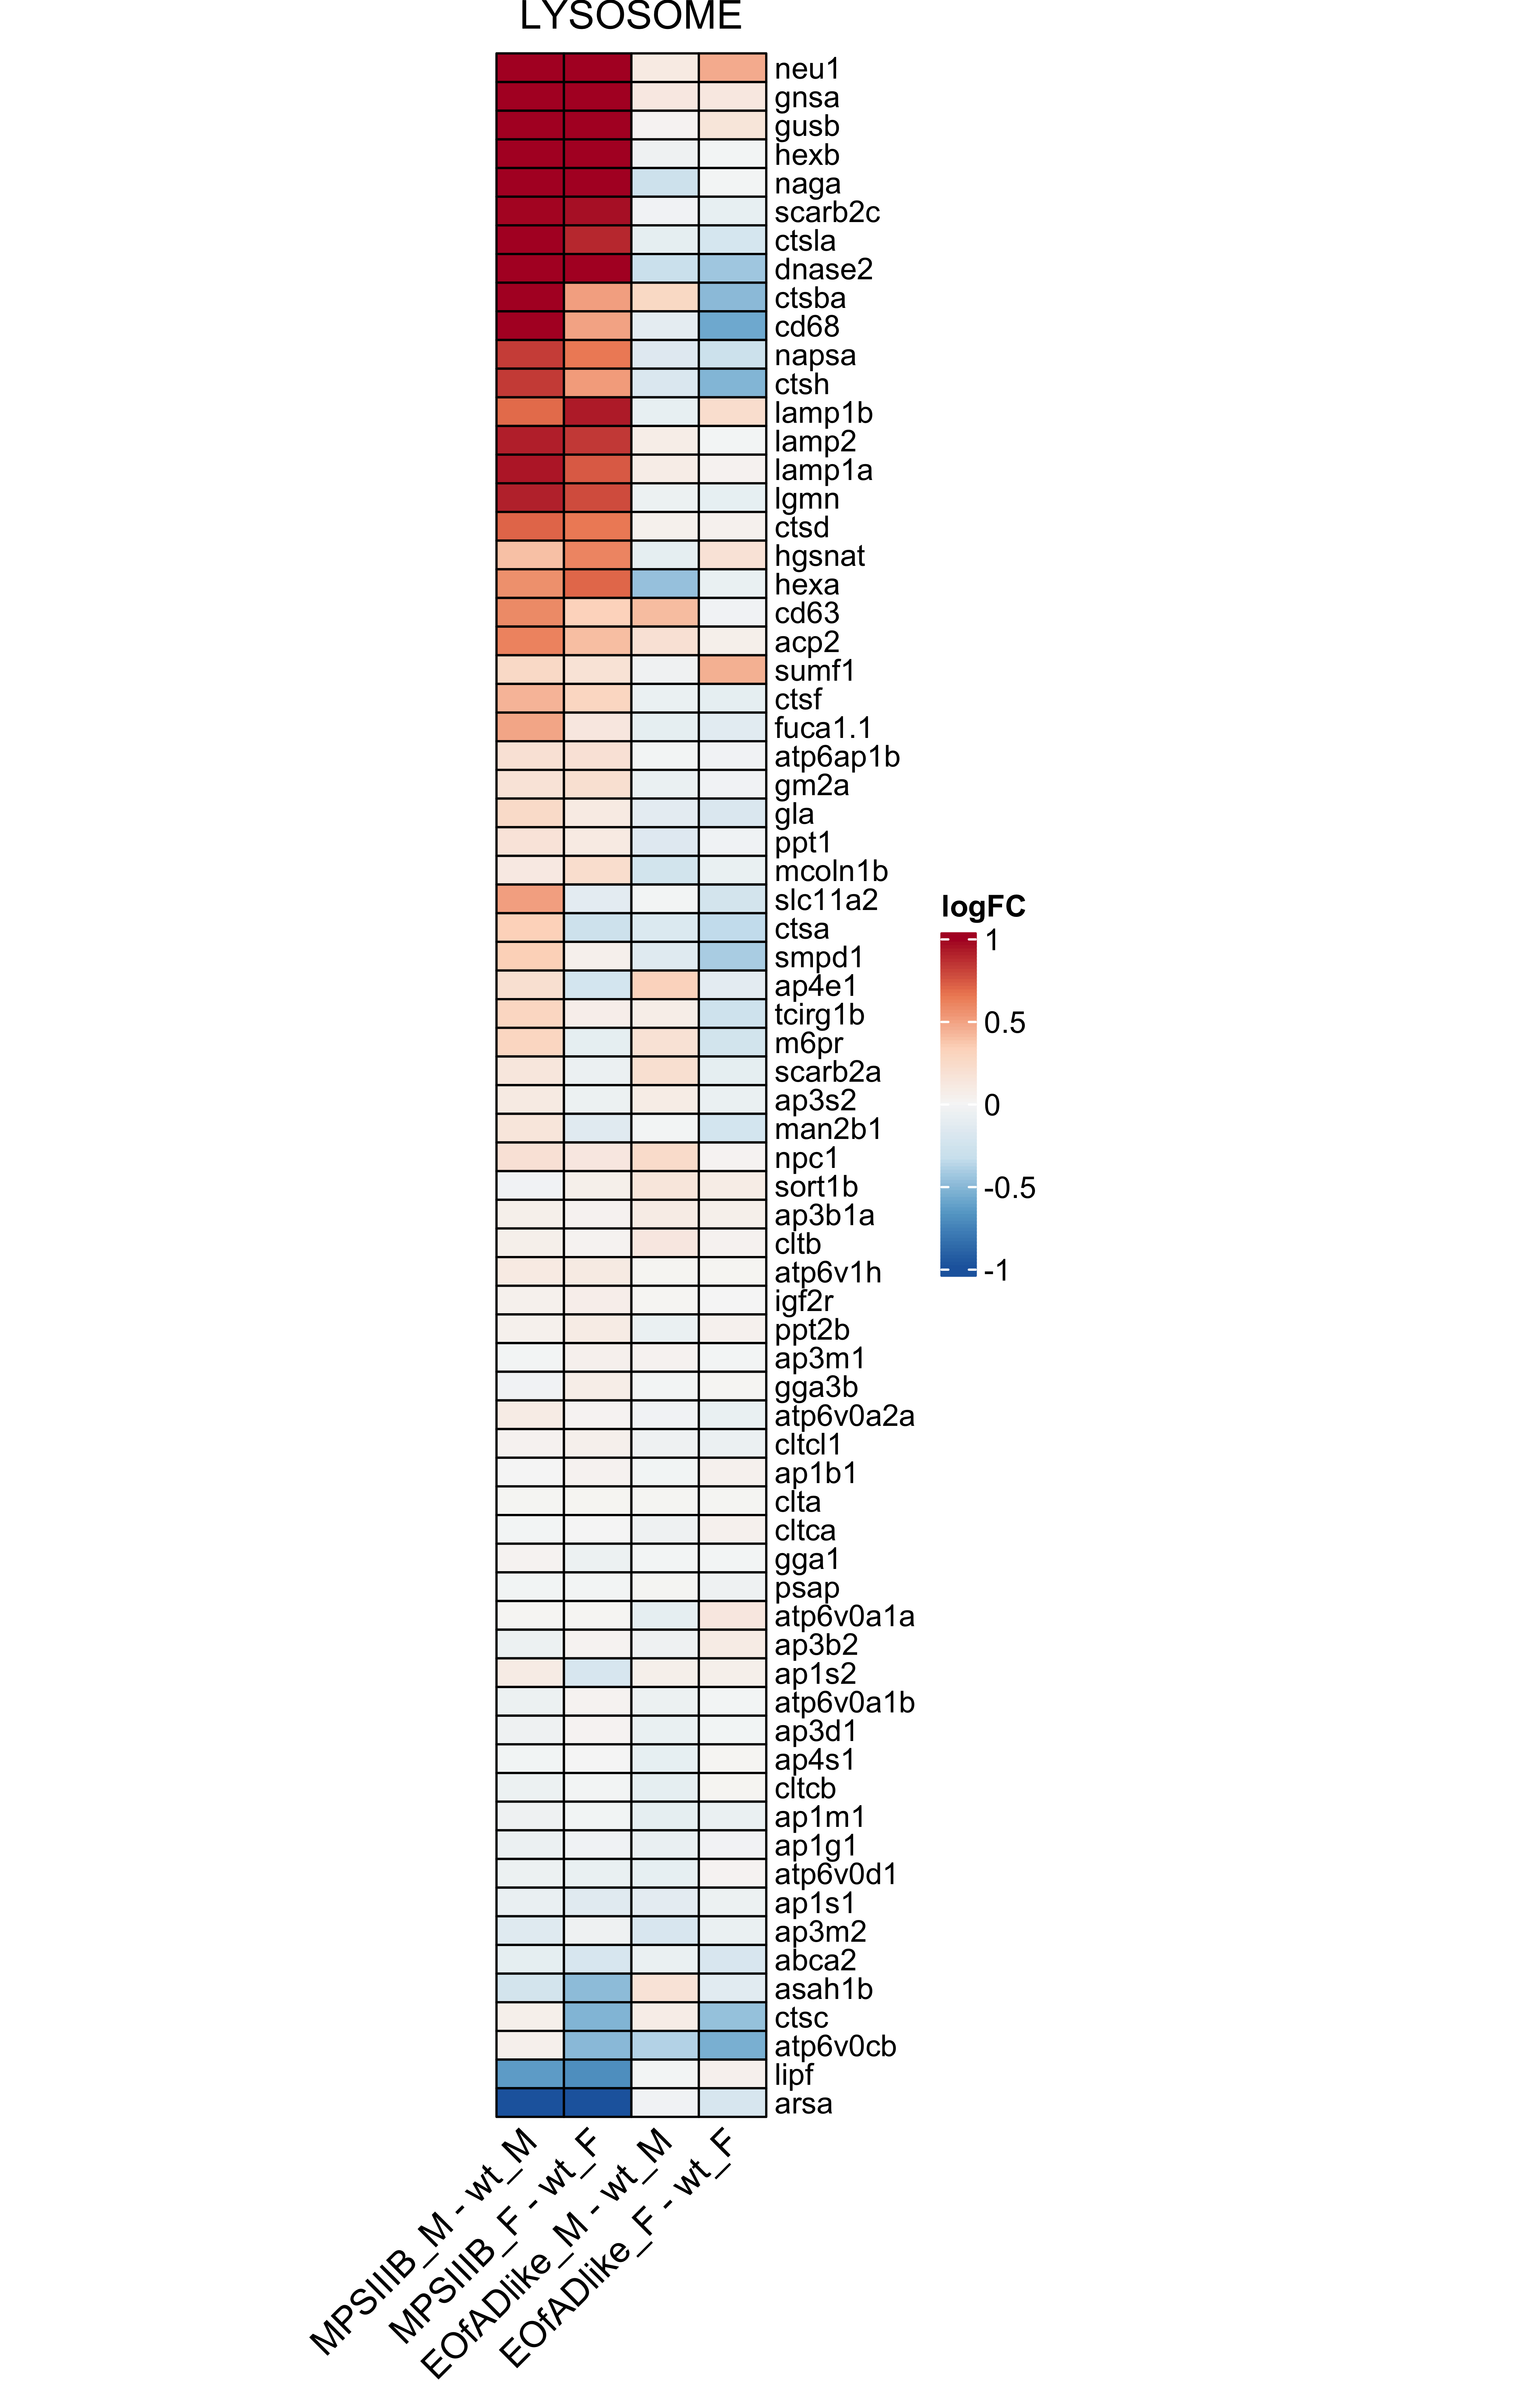 LYSOSOME
neu1
gnsa
gusb
hexb
naga
scarb2c
ctsla
dnase2
ctsba
cd68
napsa
ctsh
lamp1b
lamp2
lamp1a
lgmn
ctsd
hgsnat
hexa
cd63
acp2
sumf1
ctsf
fuca1.1
atp6ap1b
gm2a
gla
ppt1
mcoln1b
slc11a2
ctsa
smpd1
ap4e1
tcirg1b
m6pr
scarb2a
ap3s2
man2b1
npc1
sort1b
ap3b1a
cltb
atp6v1h
igf2r
ppt2b
ap3m1
gga3b
atp6v0a2a
cltcl1
ap1b1
clta
cltca
gga1
psap
atp6v0a1a
ap3b2
ap1s2
atp6v0a1b
ap3d1
ap4s1
cltcb
ap1m1
ap1g1
atp6v0d1
ap1s1
ap3m2
abca2
asah1b
ctsc
atp6v0cb
lipf
arsa
logFC
1
0.5
0
-0.5
-1
MPSIIIB_M - wt_M
MPSIIIB_F - wt_F
EOfADlike_M - wt_M
EOfADlike_F - wt_F